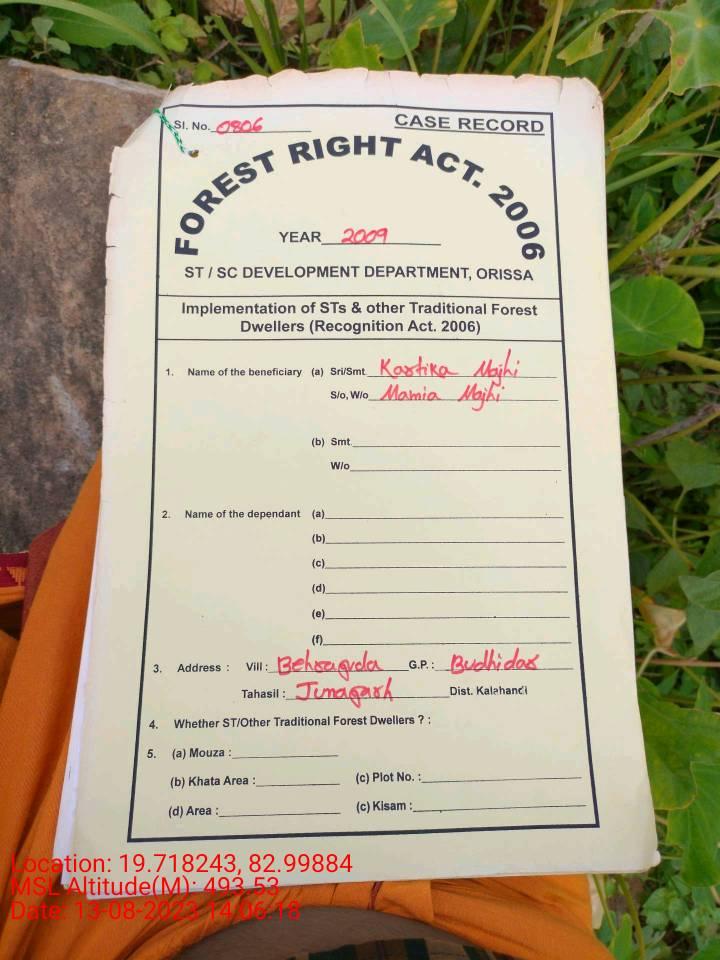 Sl. No. 0806
CASE RECORD
FOREST RIGHT ACT. 2006
YEAR 2009
ST / SC DEVELOPMENT DEPARTMENT, ORISSA
Implementation of STs & other Traditional Forest
Dwellers (Recognition Act. 2006)
1. Name of the beneficiary (a) Sri/Smt Kartika Majhi
S/o, W/o Mamia Majhi
(b) Smt.
W/o
2. Name of the dependant (a)
(b)
(c)
(d)
(e)
(f)
3. Address : Vill : Behraguda G.P. : Budhidar
Tahasil : Junagarh Dist. Kalahandi
4. Whether ST/Other Traditional Forest Dwellers ? :
5. (a) Mouza :
(b) Khata Area : (c) Plot No. :
(d) Area : (c) Kisam :
Location: 19.718243, 82.99884
MSL Altitude(M): 493.53
Date: 13-08-2023 14:06:18